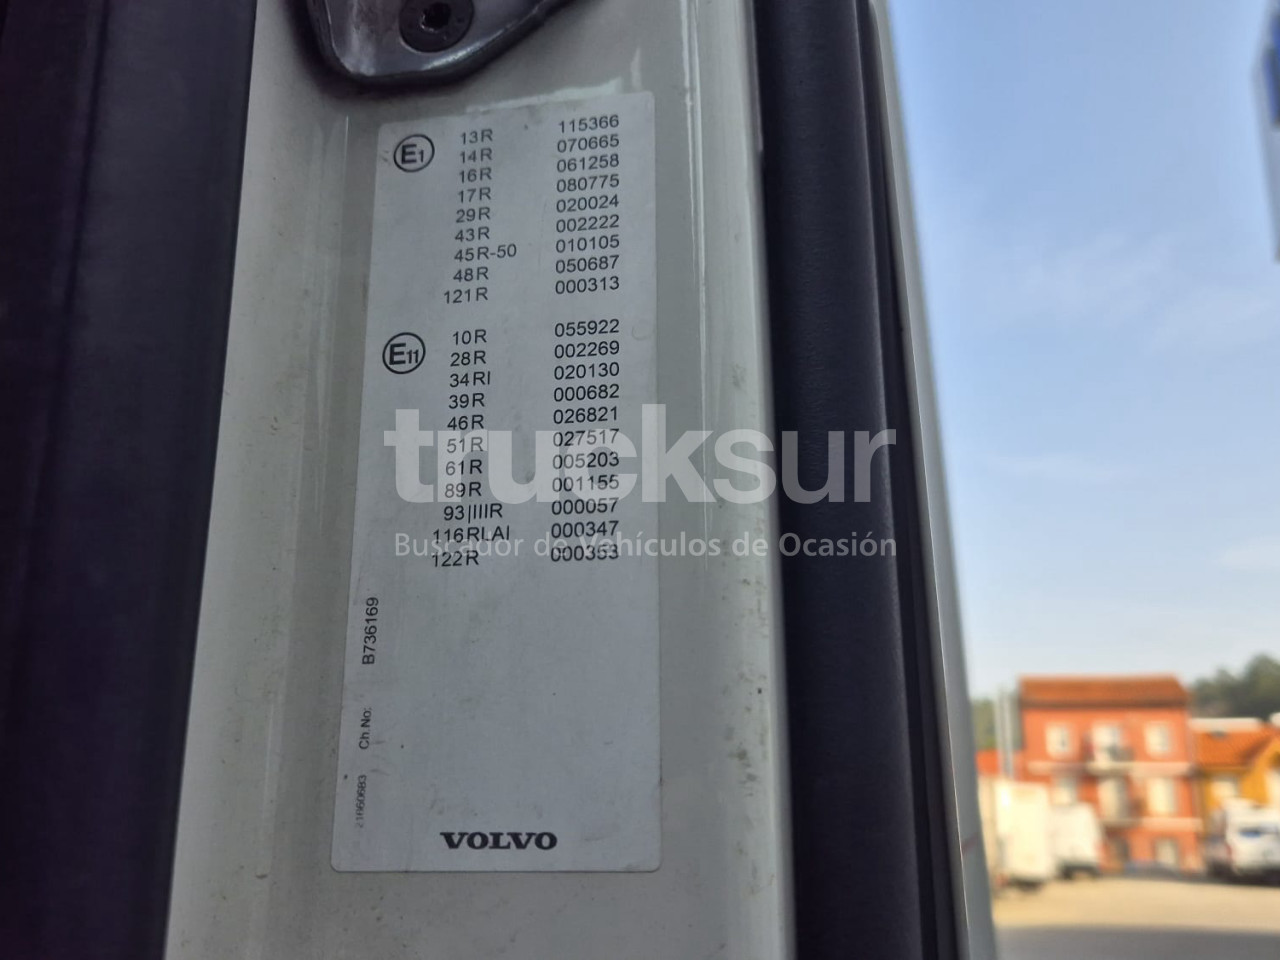 E1
13R 115366
14R 070665
16R 061258
17R 080775
29R 020024
43R 002222
45R-50 010105
48R 050687
121R 000313
E11
10R 055922
28R 002269
34RI 020130
39R 000682
46R 026821
51R 027517
61R 005203
89R 001155
93|IIIR 000057
116RLAI 000347
122R 000353
trucksur
Buscador de Vehículos de Ocasión
Ch.No: B736169
VOLVO